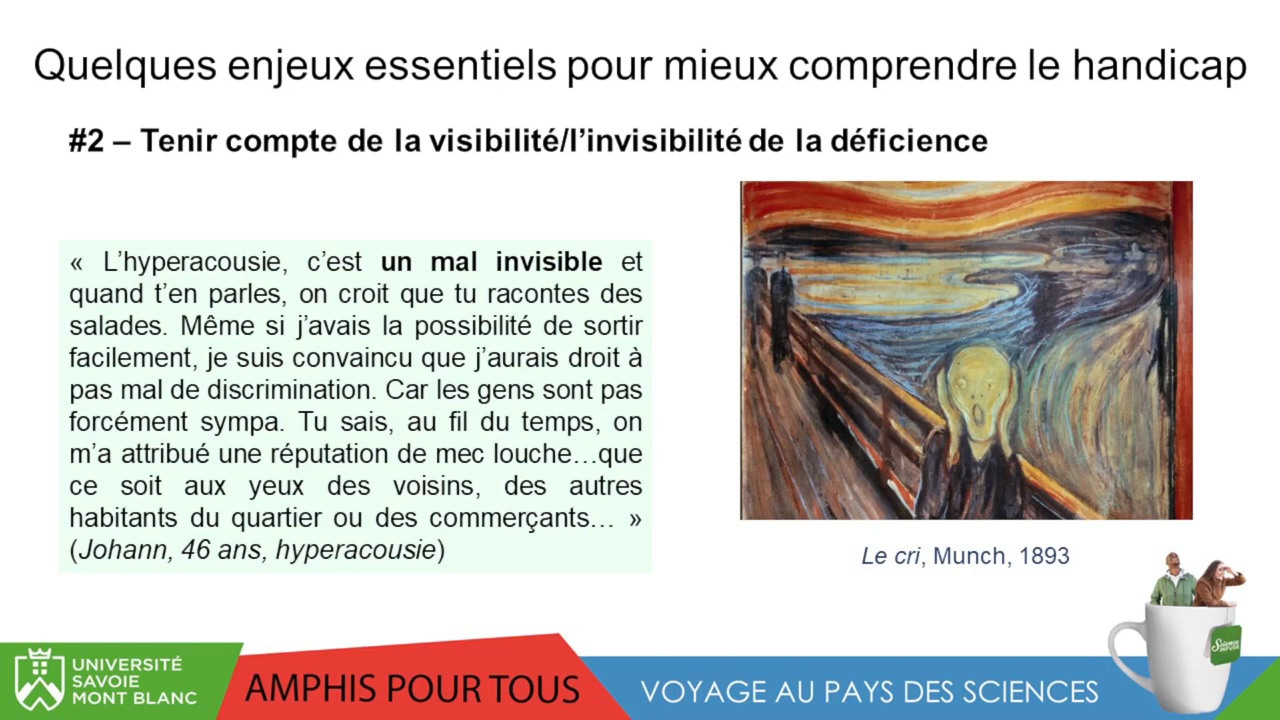 Quelques enjeux essentiels pour mieux comprendre le handicap
#2 – Tenir compte de la visibilité/l’invisibilité de la déficience
« L’hyperacousie, c’est un mal invisible et
quand t’en parles, on croit que tu racontes des
salades. Même si j’avais la possibilité de sortir
facilement, je suis convaincu que j’aurais droit à
pas mal de discrimination. Car les gens sont pas
forcément sympa. Tu sais, au fil du temps, on
m’a attribué une réputation de mec louche…que
ce soit aux yeux des voisins, des autres
habitants du quartier ou des commerçants… »
(Johann, 46 ans, hyperacousie)
Le cri, Munch, 1893
Science
INFUSE
UNIVERSITÉ
SAVOIE
MONT BLANC
AMPHIS POUR TOUS
VOYAGE AU PAYS DES SCIENCES